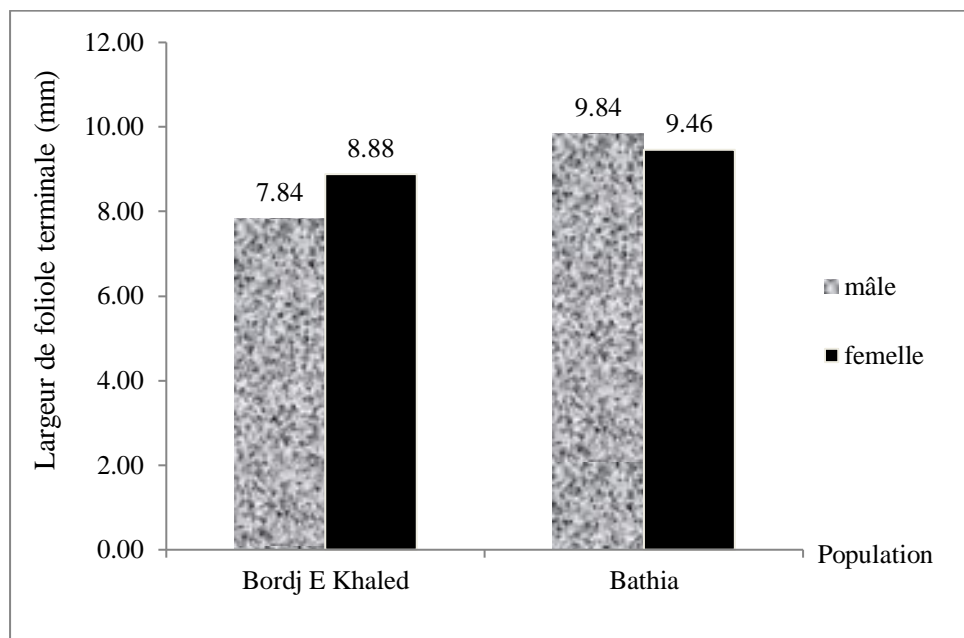 12.00
10.00
8.00
6.00
4.00
2.00
0.00
Largeur de foliole terminale (mm)
7.84
8.88
9.84
9.46
mâle
femelle
Bordj E Khaled
Bathia
Population